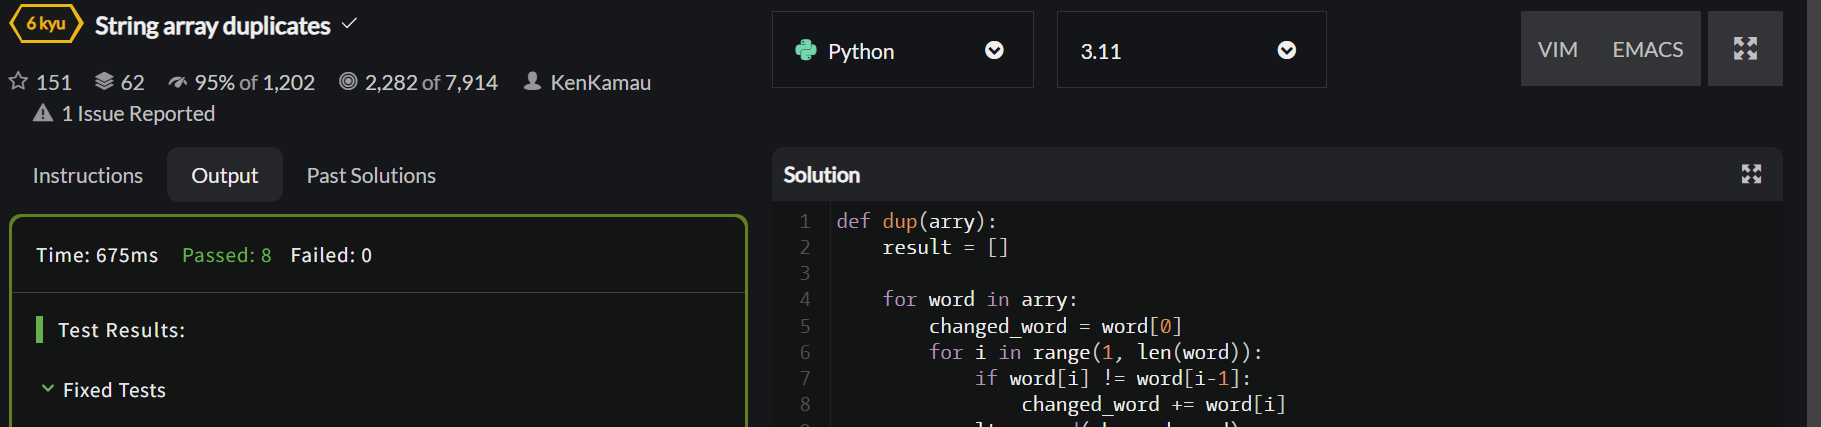 6 kyu String array duplicates
151 62 95% of 1,202 2,282 of 7,914 KenKamau
1 Issue Reported
Instructions Output Past Solutions
Time: 675ms Passed: 8 Failed: 0
Test Results:
Fixed Tests
Python 3.11 VIM EMACS
Solution
1 def dup(arry):
2 result = []
3
4 for word in arry:
5 changed_word = word[0]
6 for i in range(1, len(word)):
7 if word[i] != word[i-1]:
8 changed_word += word[i]